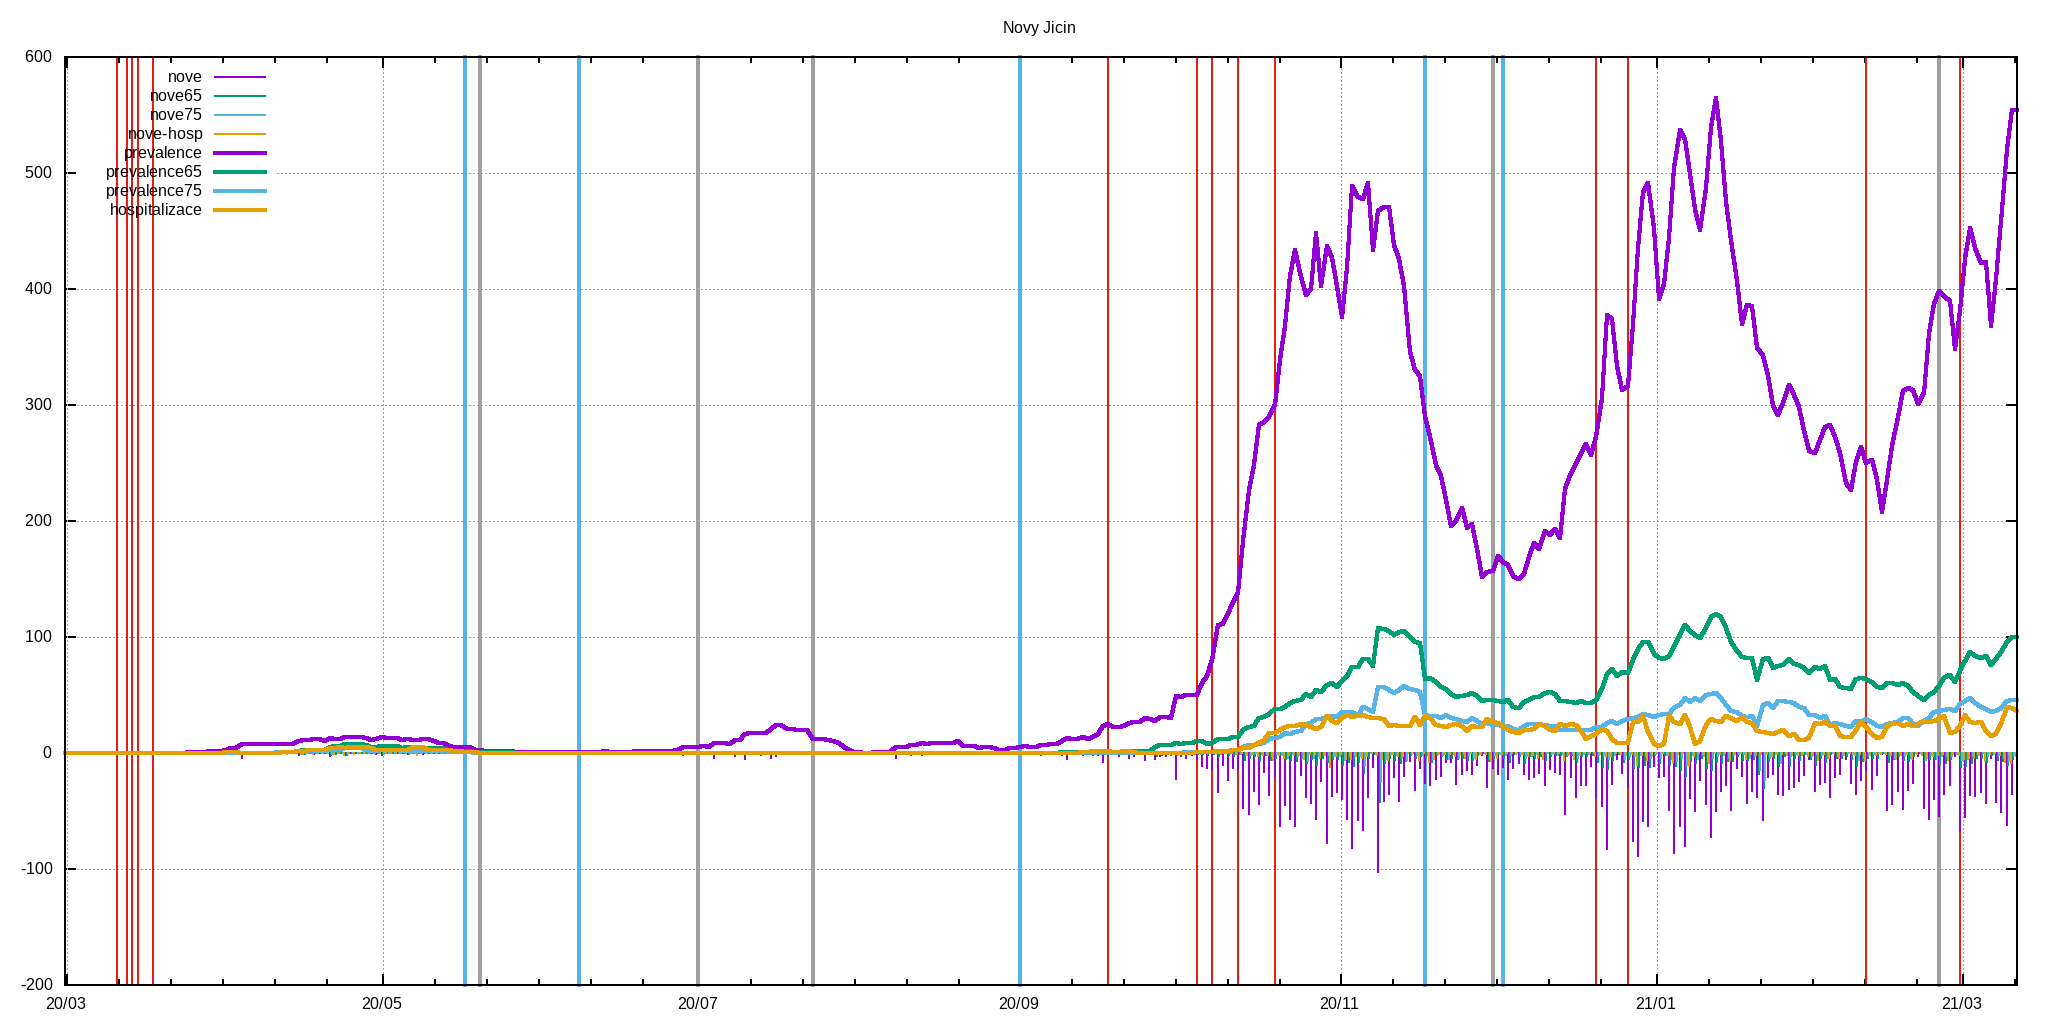 Novy Jicin
600
500
400
300
200
100
0
-100
-200
nove
nove65
nove75
nove-hosp
prevalence
prevalence65
prevalence75
hospitalizace
20/03 20/05 20/07 20/09 20/11 21/01 21/03